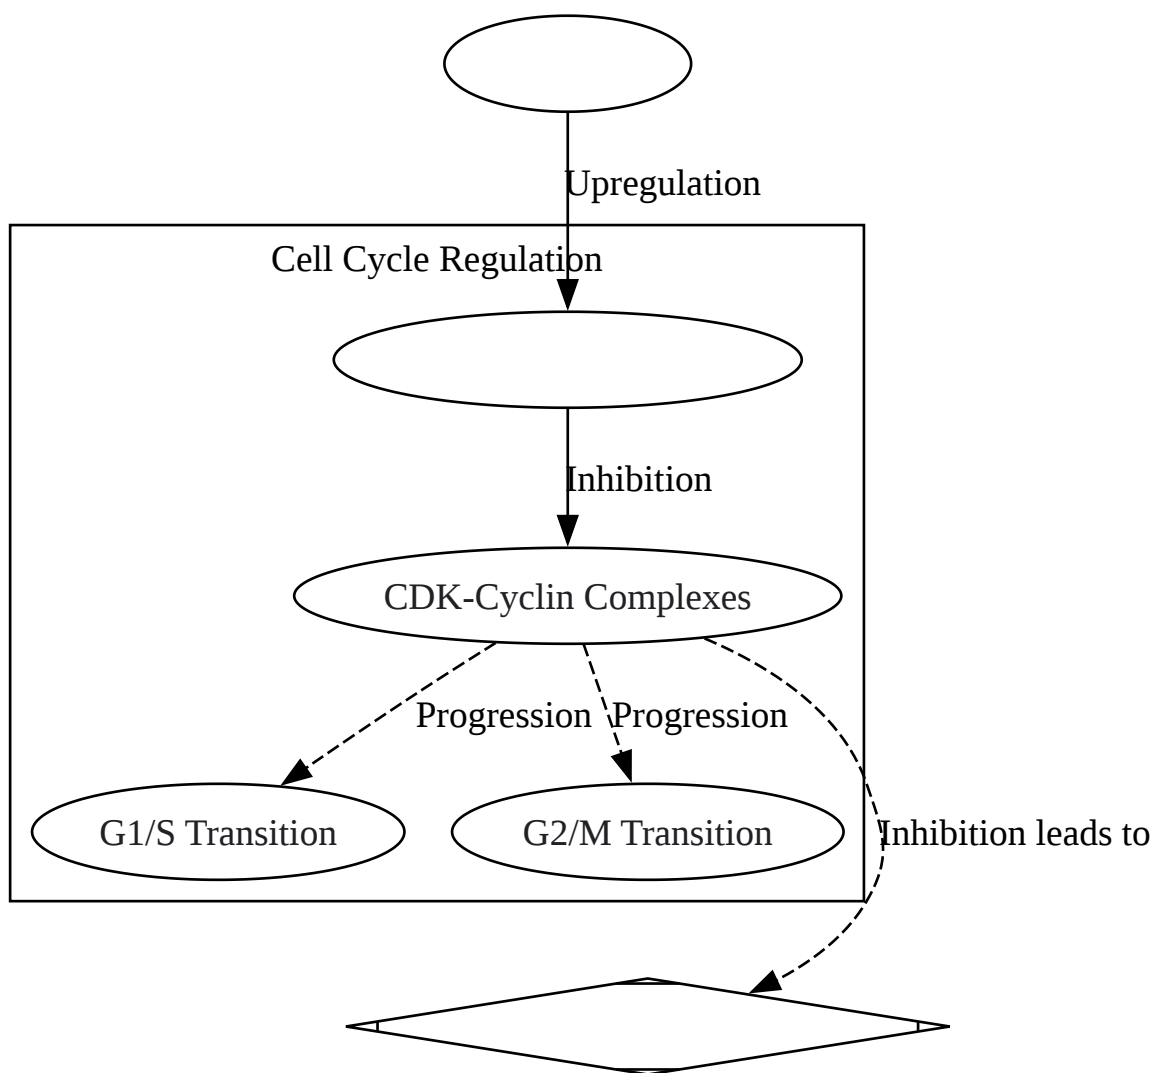 Upregulation
Cell Cycle Regulation
Inhibition
CDK-Cyclin Complexes
Progression
Progression
G1/S Transition
G2/M Transition
Inhibition leads to